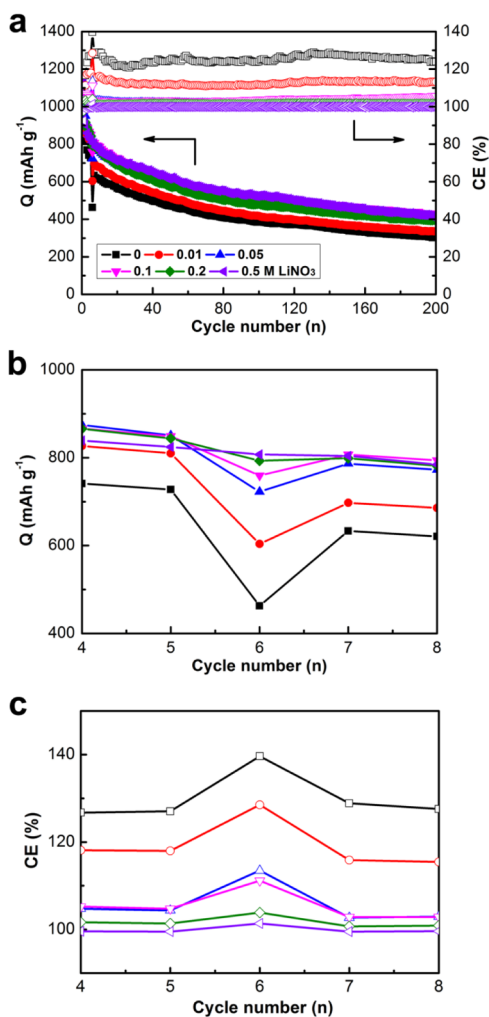 a
1400
1200
1000
800
600
400
200
0
Q (mAh g⁻¹)
140
120
100
80
60
40
20
0
CE (%)
0 0.01 0.05
0.1 0.2 0.5 M LiNO₃
0 40 80 120 160 200
Cycle number (n)
b
1000
800
600
400
Q (mAh g⁻¹)
4 5 6 7 8
Cycle number (n)
c
140
120
100
CE (%)
4 5 6 7 8
Cycle number (n)